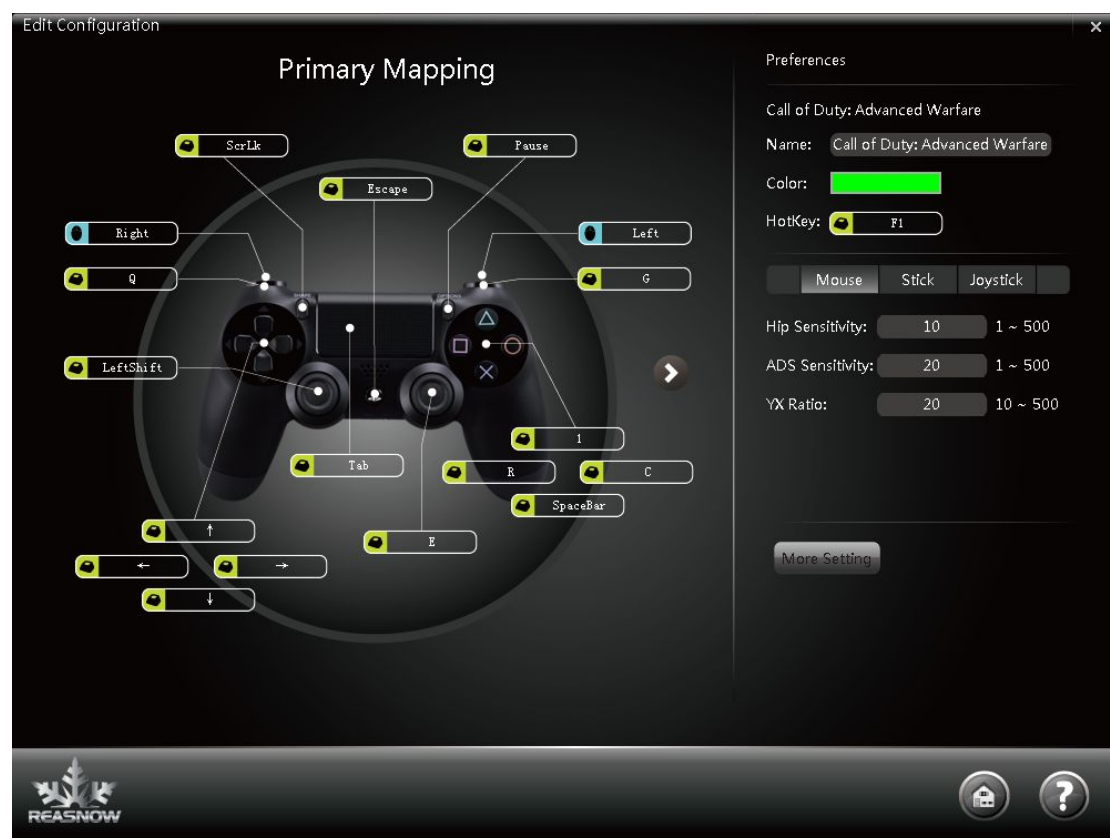 Edit Configuration
Primary Mapping
ScrLk
Pause
Escape
Right
Left
Q
G
LeftShift
1
Tab
R
C
SpaceBar
E
↑
← →
↓
Preferences
Call of Duty: Advanced Warfare
Name: Call of Duty: Advanced Warfare
Color:
HotKey: F1
Mouse Stick Joystick
Hip Sensitivity: 10 1 ~ 500
ADS Sensitivity: 20 1 ~ 500
YX Ratio: 20 10 ~ 500
More Setting
REASNOW
?